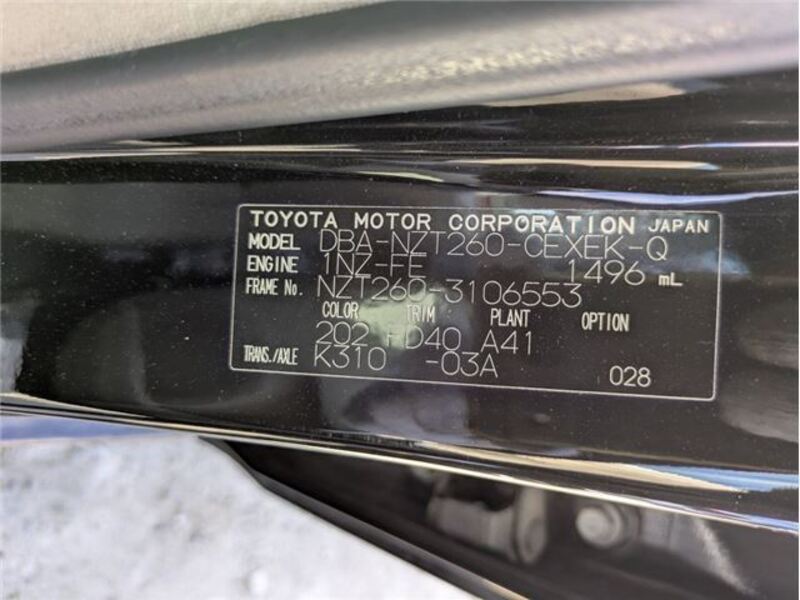 TOYOTA MOTOR CORPORATION JAPAN
MODEL DBA-NZT260-CEXEK-Q
ENGINE 1NZ-FE 1496 mL
FRAME No. NZT260-3106553
COLOR TRIM PLANT OPTION
202 FD40 A41
TRANS./AXLE K310 -03A
028